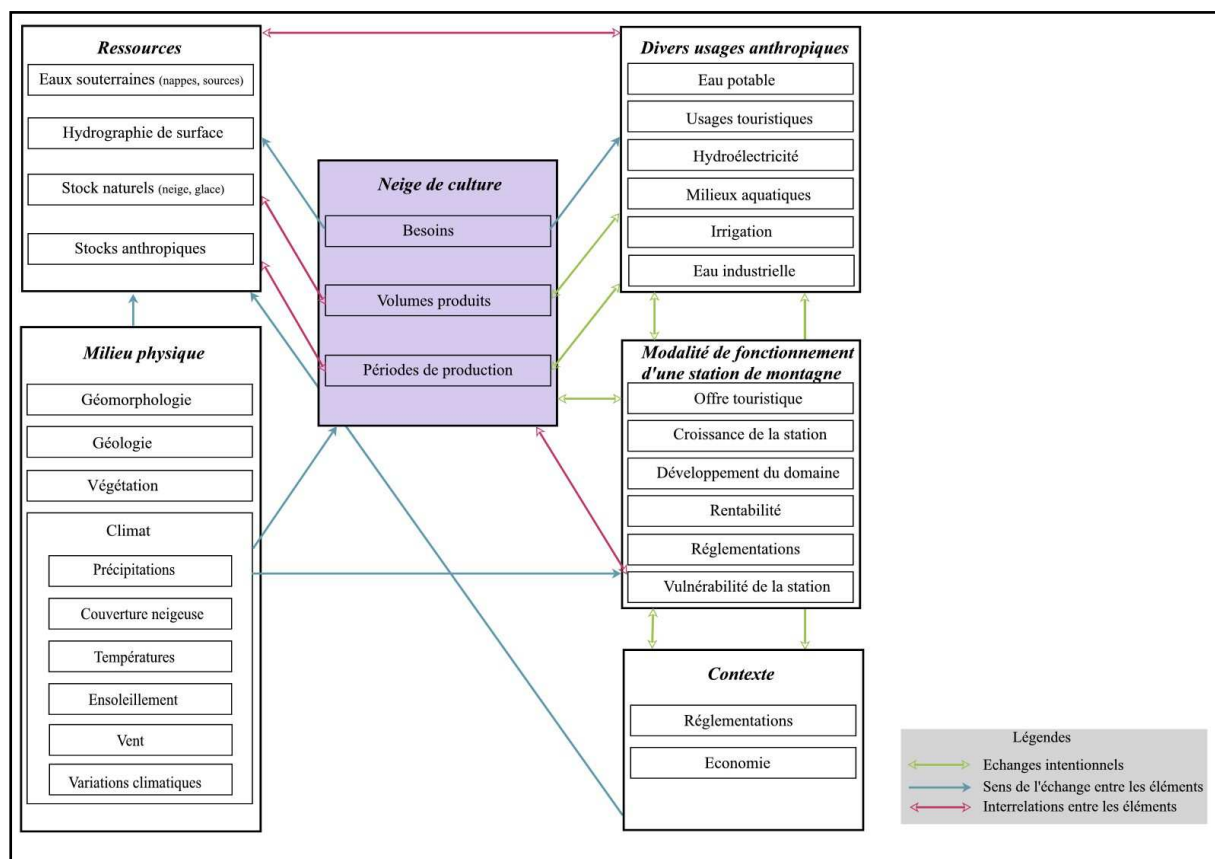 Ressources
Eaux souterraines (nappes, sources)
Hydrographie de surface
Stock naturels (neige, glace)
Stocks anthropiques
Milieu physique
Géomorphologie
Géologie
Végétation
Climat
Précipitations
Couverture neigeuse
Températures
Ensoleillement
Vent
Variations climatiques
Neige de culture
Besoins
Volumes produits
Périodes de production
Divers usages anthropiques
Eau potable
Usages touristiques
Hydroélectricité
Milieux aquatiques
Irrigation
Eau industrielle
Modalité de fonctionnement
d'une station de montagne
Offre touristique
Croissance de la station
Développement du domaine
Rentabilité
Réglementations
Vulnérabilité de la station
Contexte
Réglementations
Economie
Légendes
Echanges intentionnels
Sens de l'échange entre les éléments
Interrelations entre les éléments